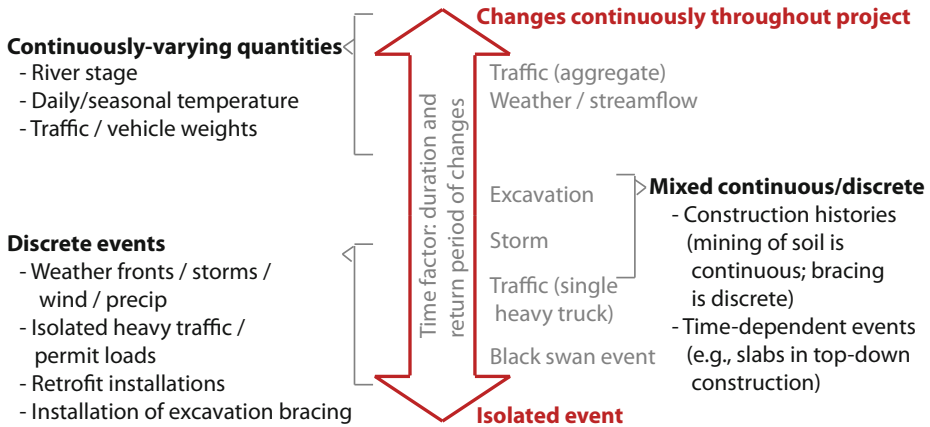 Changes continuously throughout project
Continuously-varying quantities
- River stage
- Daily/seasonal temperature
- Traffic / vehicle weights
Traffic (aggregate)
Weather / streamflow
Time factor: duration and
return period of changes
Excavation
Storm
Traffic (single
heavy truck)
Black swan event
Mixed continuous/discrete
- Construction histories
(mining of soil is
continuous; bracing
is discrete)
- Time-dependent events
(e.g., slabs in top-down
construction)
Discrete events
- Weather fronts / storms /
wind / precip
- Isolated heavy traffic /
permit loads
- Retrofit installations
- Installation of excavation bracing
Isolated event